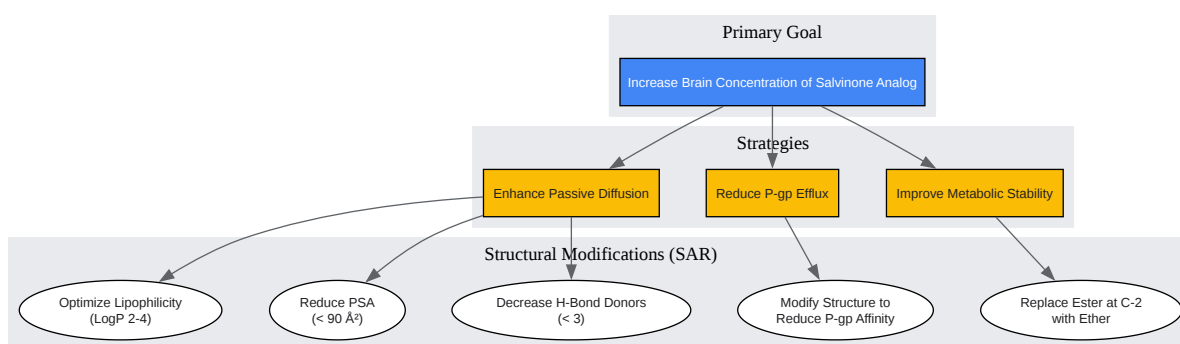 Primary Goal
Increase Brain Concentration of Salvinone Analog
Strategies
Enhance Passive Diffusion
Reduce P-gp Efflux
Improve Metabolic Stability
Structural Modifications (SAR)
Optimize Lipophilicity
(LogP 2-4)
Reduce PSA
(< 90 Å²)
Decrease H-Bond Donors
(< 3)
Modify Structure to
Reduce P-gp Affinity
Replace Ester at C-2
with Ether